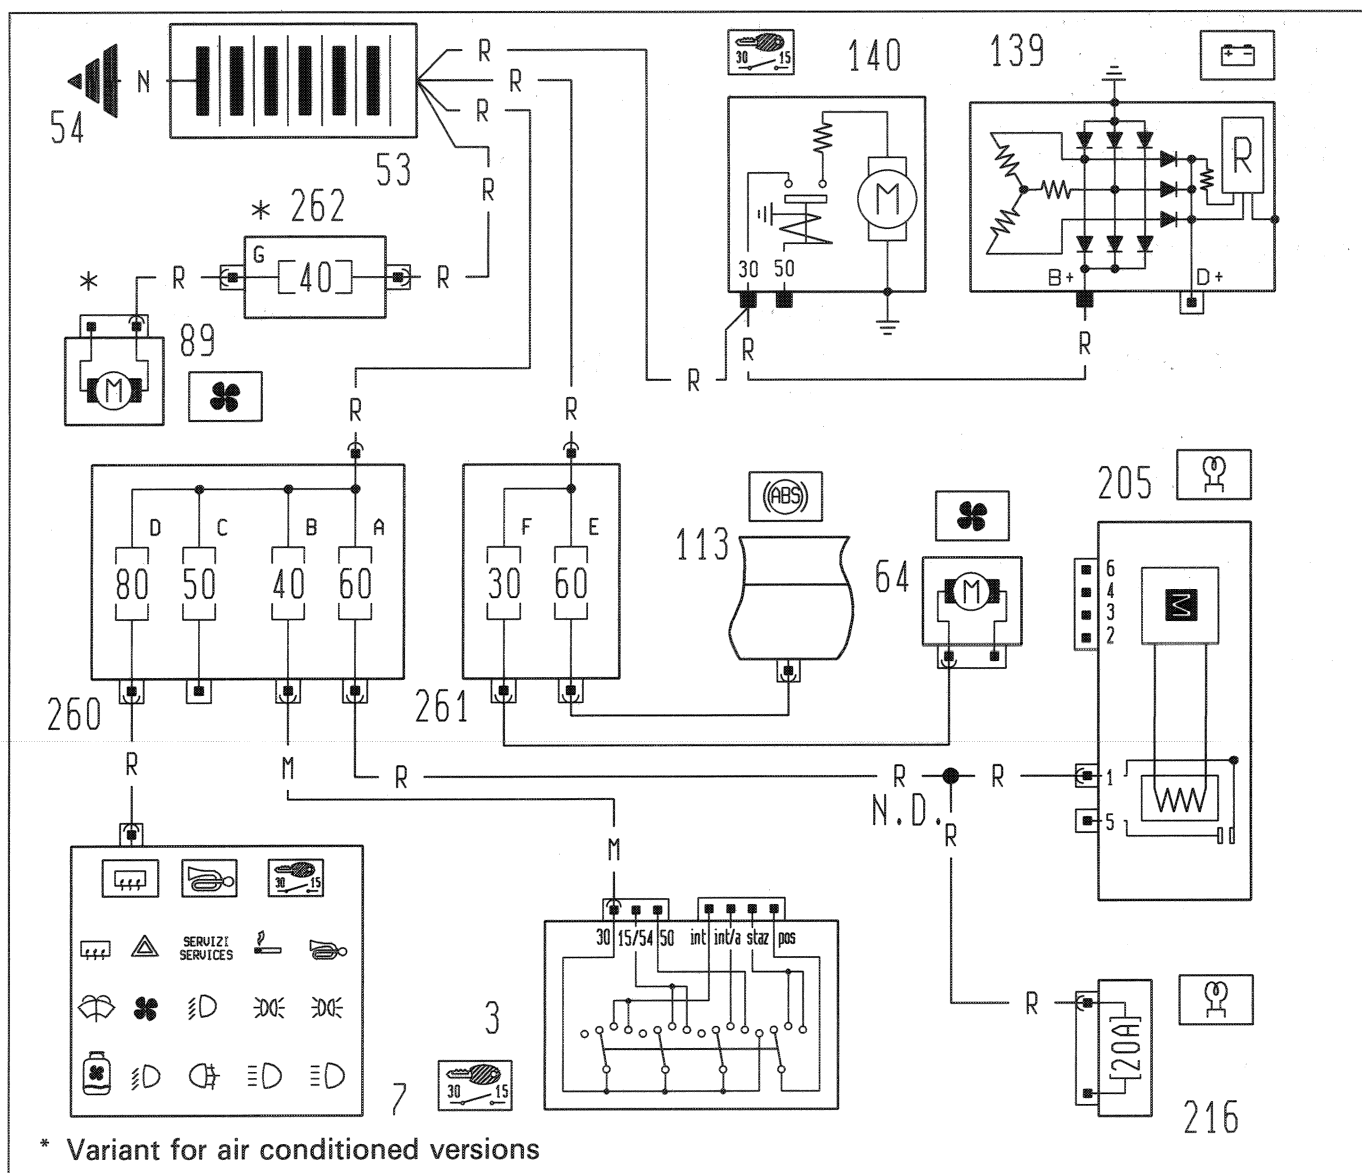 R
30 15
140
139
+ -
N
R
54
R
53
R
* 262
G
40
R
R
*
R
89
M
M
30 50
R
B+
D+
R
R
R
R
R
ABS
205
113
64
M
D C B A
F E
80 50 40 60
30 60
6
4
3
2
M
260
261
R
M
R
R
R
1
N.D.
R
5
M
30 15
30 15/54 50 int int/a staz pos
SERVIZI
SERVICES
R
3
20A
30 15
7
216
* Variant for air conditioned versions